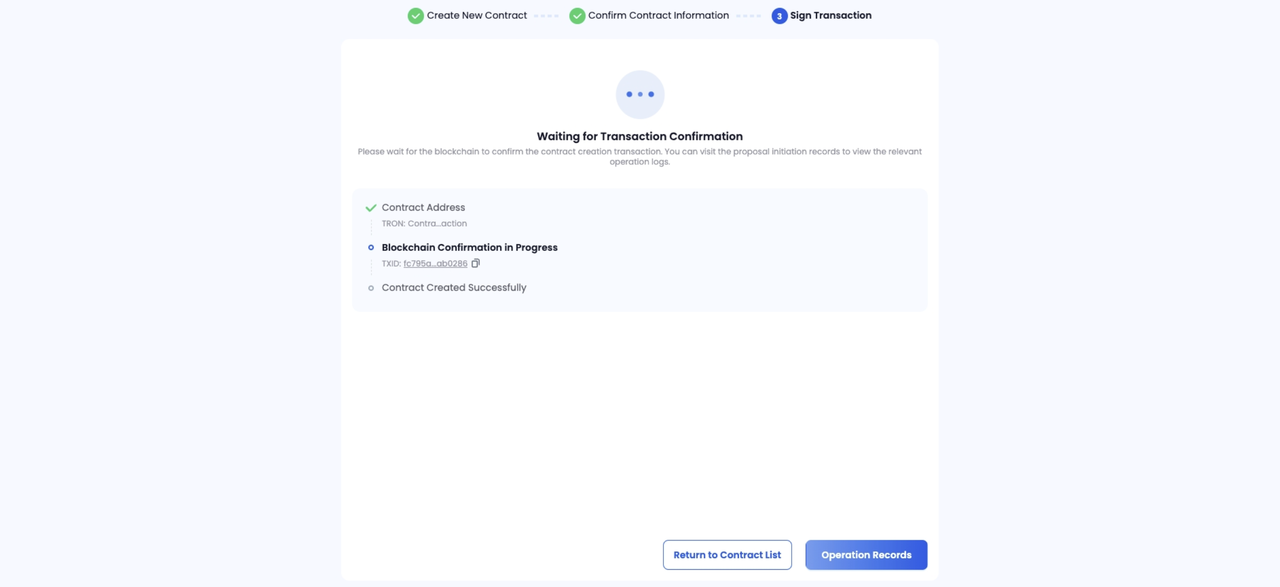 Create New Contract
Confirm Contract Information
3 Sign Transaction
Waiting for Transaction Confirmation
Please wait for the blockchain to confirm the contract creation transaction. You can visit the proposal initiation records to view the relevant
operation logs.
Contract Address
TRON: Contra...action
Blockchain Confirmation in Progress
TXID: fc795a...ab0286
Contract Created Successfully
Return to Contract List
Operation Records